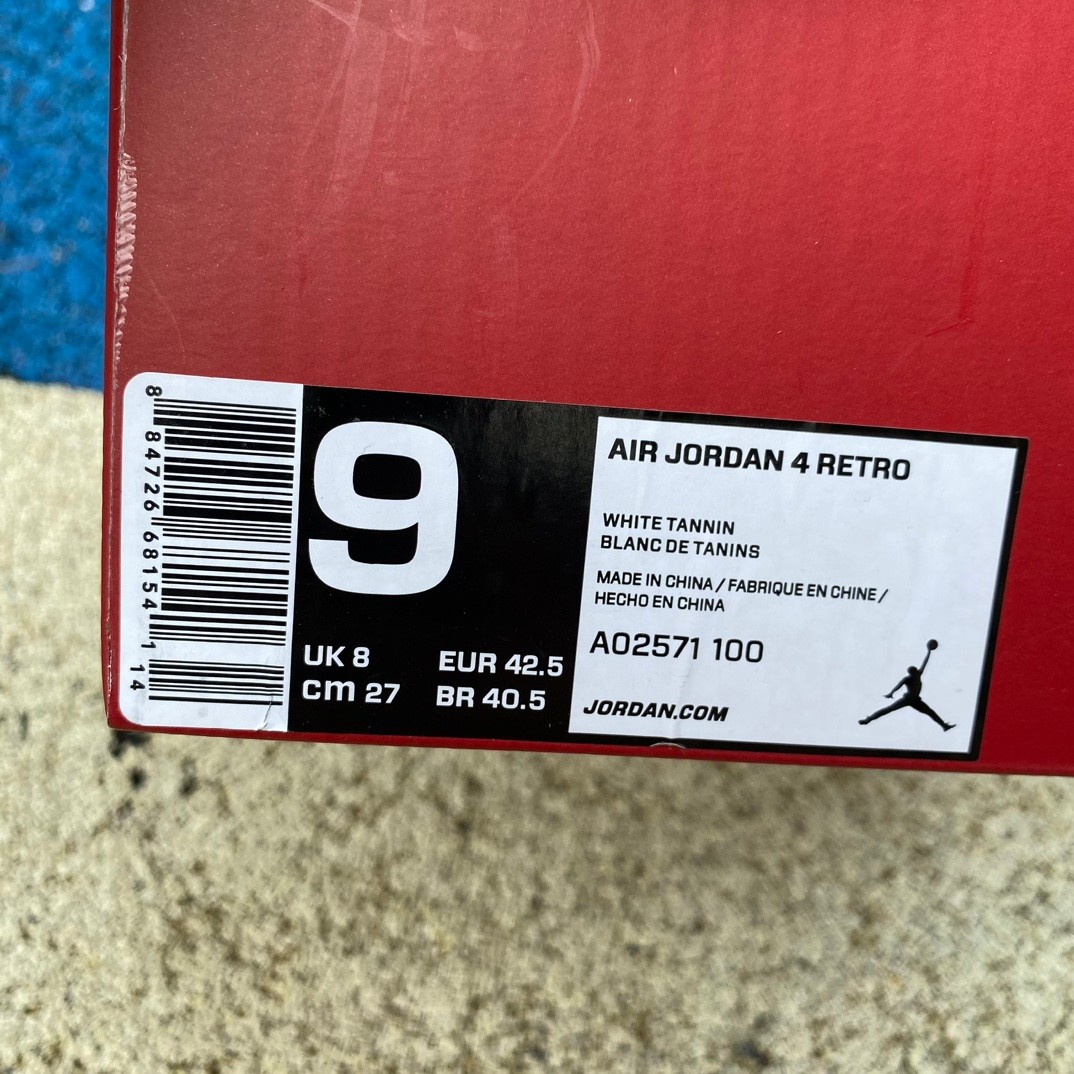 8 84726 68154 1 14
9
UK 8
EUR 42.5
cm 27
BR 40.5
AIR JORDAN 4 RETRO
WHITE TANNIN
BLANC DE TANINS
MADE IN CHINA / FABRIQUE EN CHINE /
HECHO EN CHINA
A02571 100
JORDAN.COM